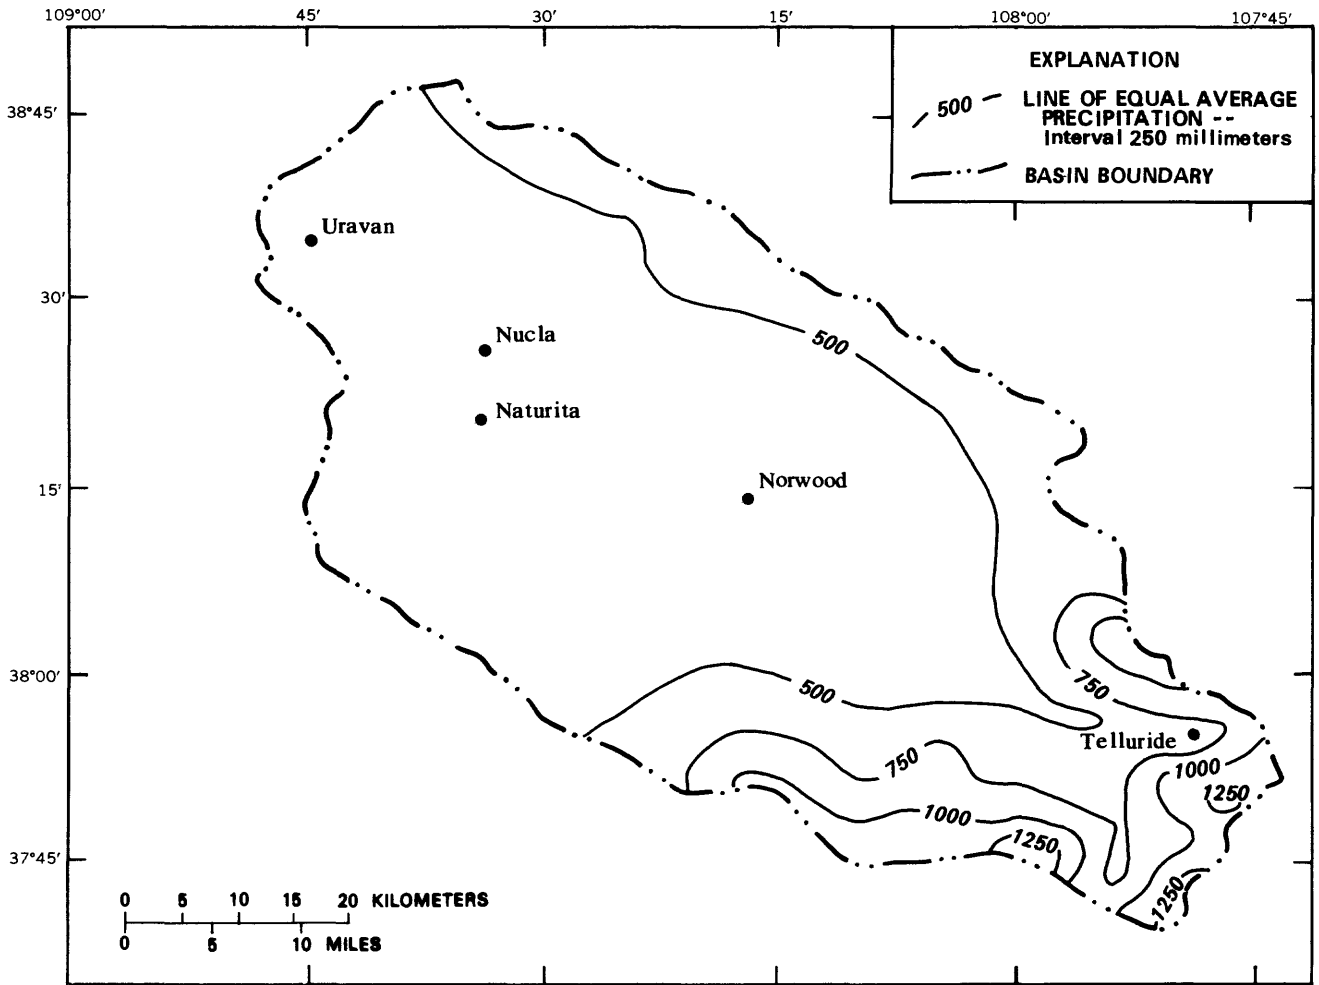 109°00′ 45′ 30′ 15′ 108°00′ 107°45′
EXPLANATION
500 LINE OF EQUAL AVERAGE
PRECIPITATION --
Interval 250 millimeters
BASIN BOUNDARY
38°45′
Uravan
30′
Nucla
500
Naturita
15′
Norwood
38°00′
500
750
Telluride
750
1000
1250
1000
1250
37°45′
1250
0 5 10 15 20 KILOMETERS
0 5 10 MILES